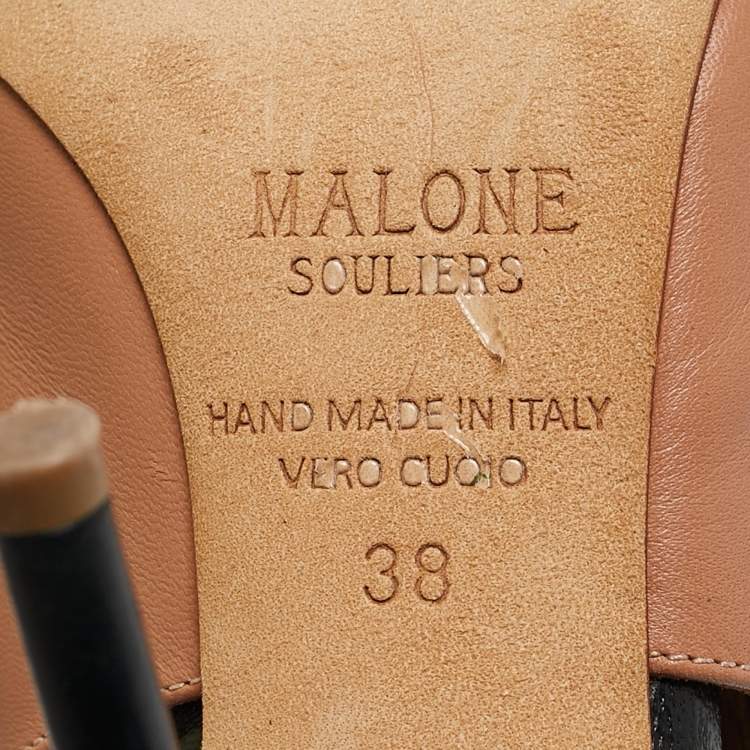 MALONE
SOULIERS
HAND MADE IN ITALY
VERO CUOIO
38